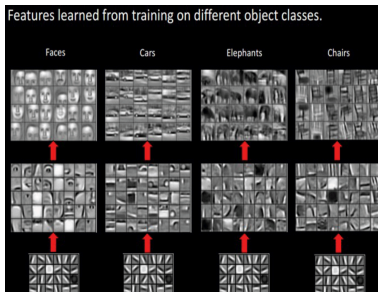 Features learned from training on different object classes.
Faces
Cars
Elephants
Chairs